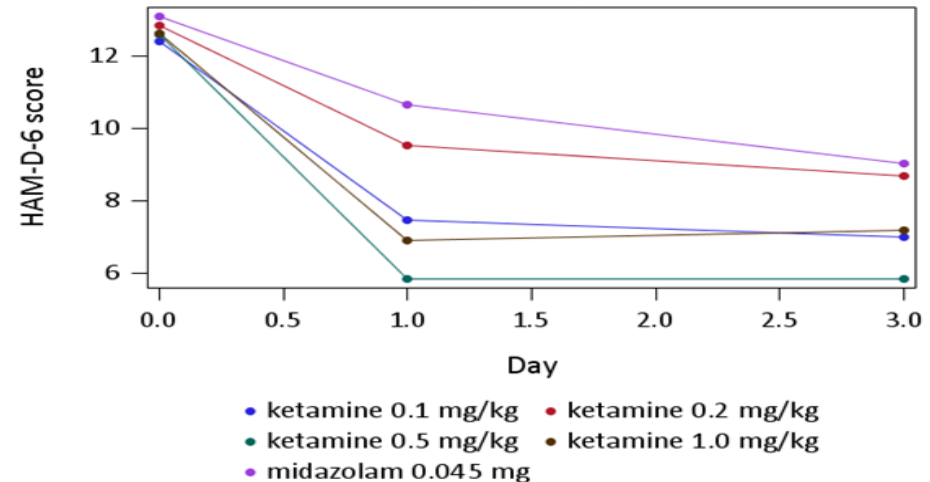 HAM-D-6 score
12
10
8
6
0.0 0.5 1.0 1.5 2.0 2.5 3.0
Day
ketamine 0.1 mg/kg ketamine 0.2 mg/kg
ketamine 0.5 mg/kg ketamine 1.0 mg/kg
midazolam 0.045 mg